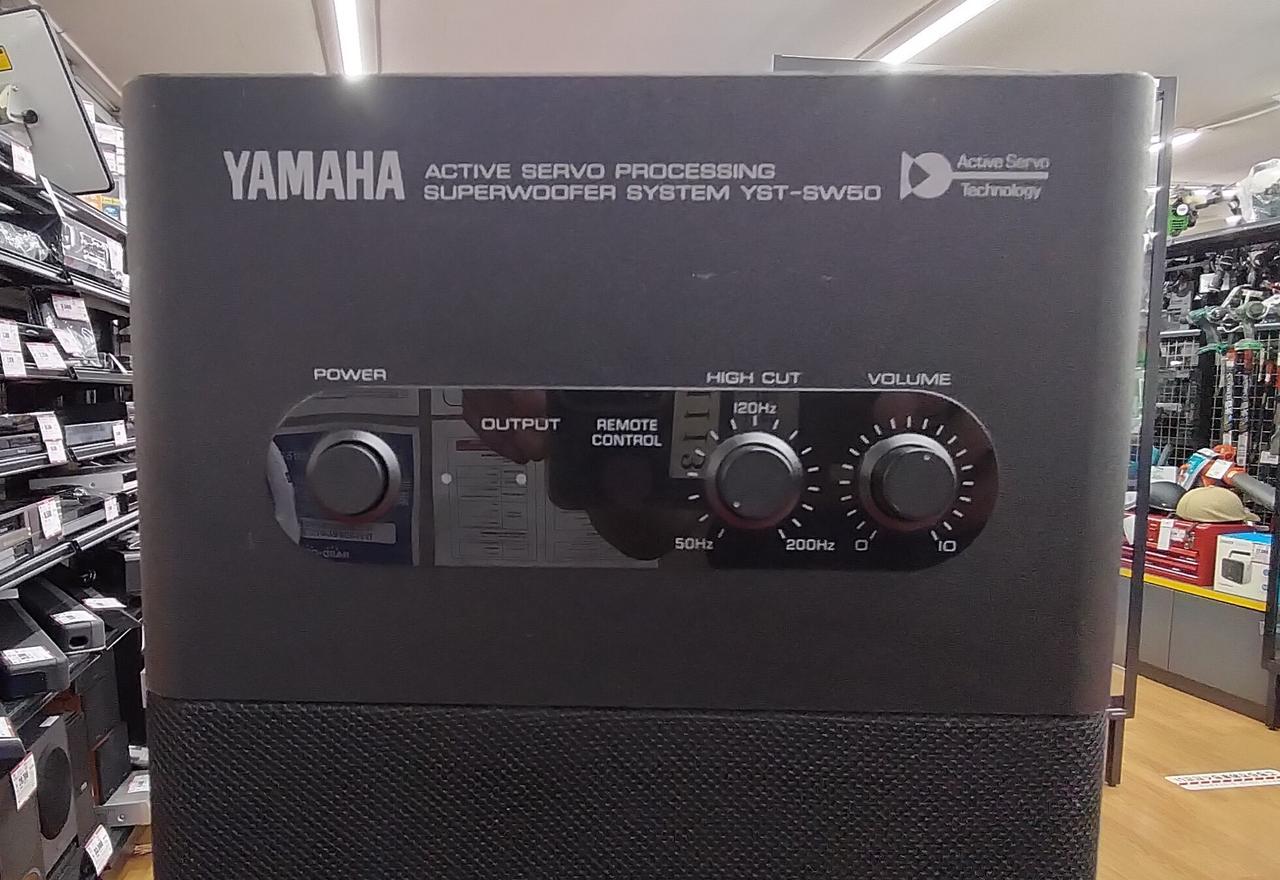 YAMAHA
ACTIVE SERVO PROCESSING
SUPERWOOFER SYSTEM YST-SW50
Active Servo
Technology
POWER
HIGH CUT
VOLUME
120Hz
OUTPUT
REMOTE
CONTROL
50Hz
200Hz
0
10